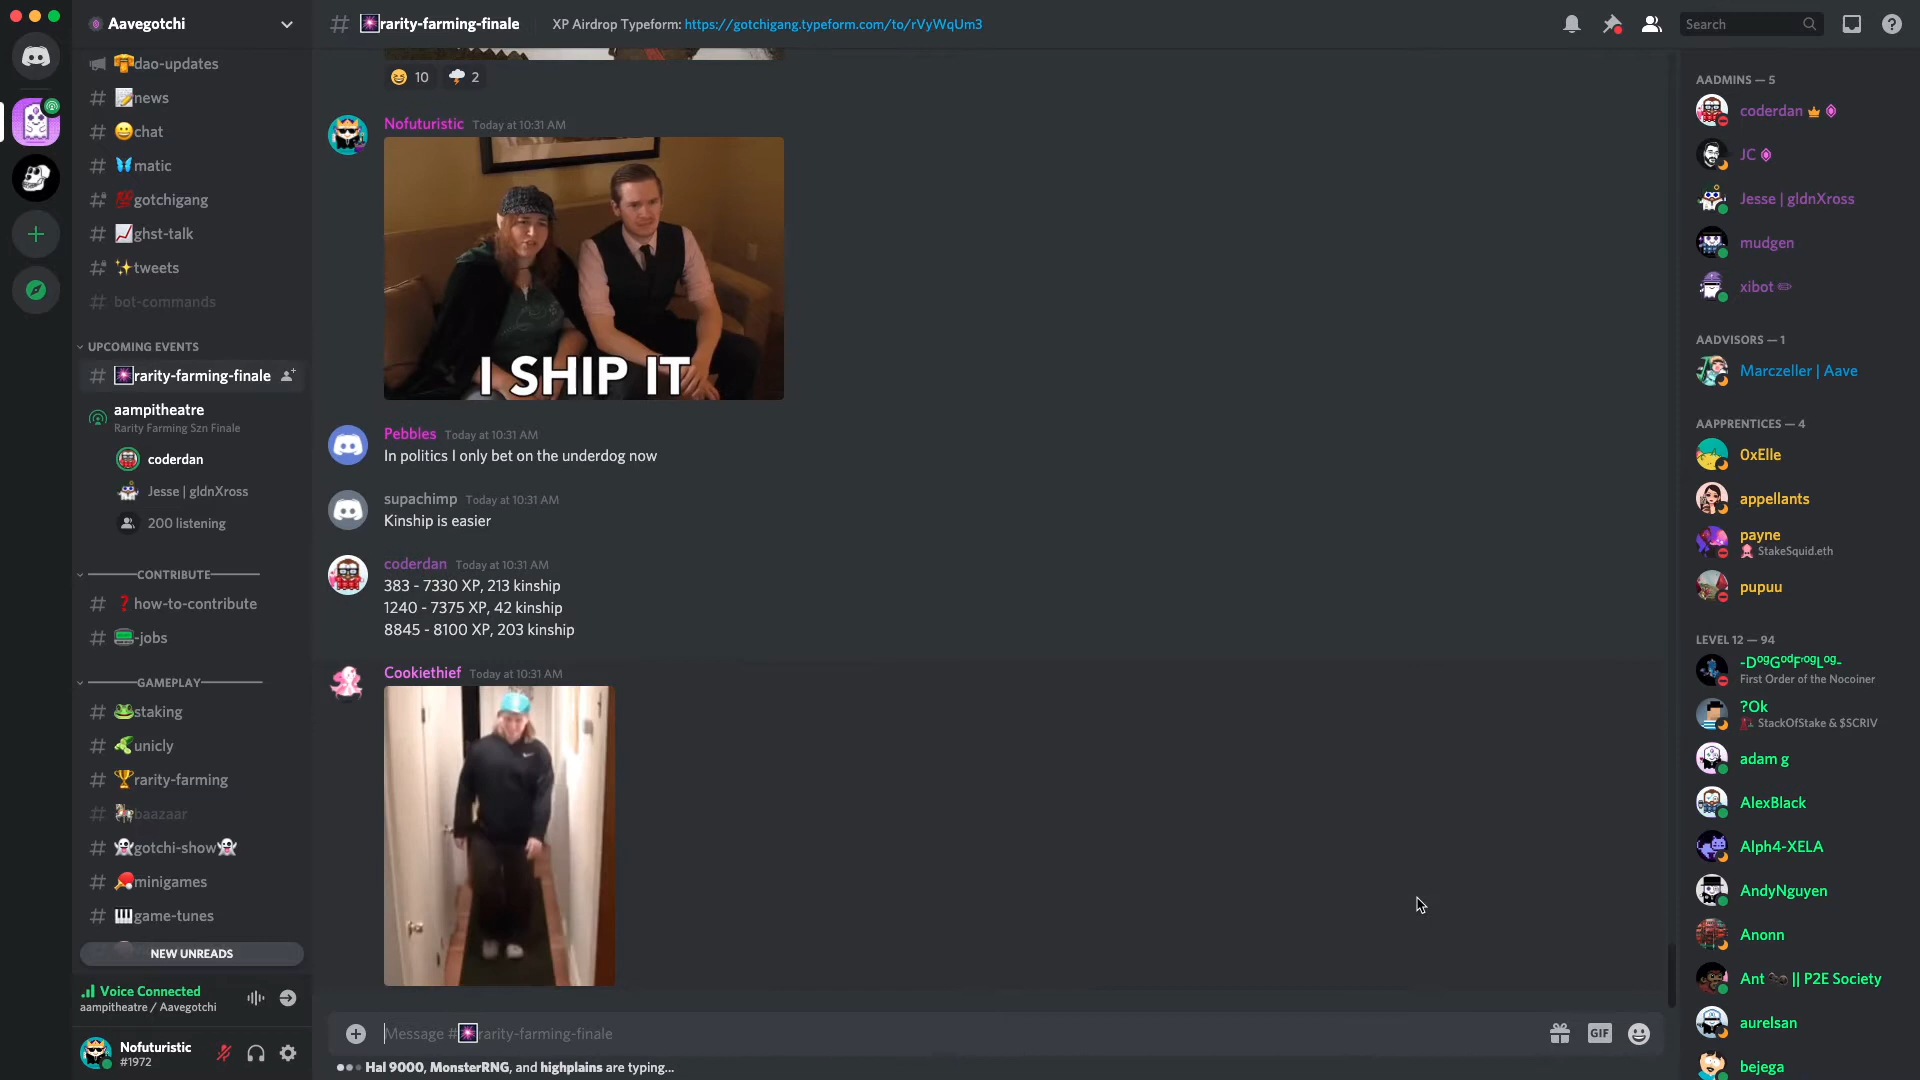 Aavegotchi
dao-updates
news
chat
matic
gotchigang
ghst-talk
tweets
bot-commands
UPCOMING EVENTS
rarity-farming-finale
aampitheatre
Rarity Farming Szn Finale
coderdan
Jesse | gldnXross
200 listening
CONTRIBUTE
how-to-contribute
-jobs
GAMEPLAY
staking
unicly
rarity-farming
baazaar
gotchi-show
minigames
game-tunes
NEW UNREADS
Voice Connected
aampitheatre / Aavegotchi
Nofuturistic
#1972
rarity-farming-finale
XP Airdrop Typeform: https://gotchigang.typeform.com/to/rVyWqUm3
Search
10 2
Nofuturistic Today at 10:31 AM
I SHIP IT
Pebbles Today at 10:31 AM
In politics I only bet on the underdog now
supachimp Today at 10:31 AM
Kinship is easier
coderdan Today at 10:31 AM
383 - 7330 XP, 213 kinship
1240 - 7375 XP, 42 kinship
8845 - 8100 XP, 203 kinship
Cookiethief Today at 10:31 AM
Message #rarity-farming-finale
GIF
Hal 9000, MonsterRNG, and highplains are typing...
AADMINS — 5
coderdan
JC
Jesse | gldnXross
mudgen
xibot
AADVISORS — 1
Marczeller | Aave
AAPRENTICES — 4
0xElle
appellants
payne
StakeSquid.eth
pupuu
LEVEL 12 — 94
-DᵒᵍGᵒᵈFʳᵒᵍLᵒᵍ-
First Order of the Nocoiner
?Ok
StackOfStake & $SCRIV
adam g
AlexBlack
Alph4-XELA
AndyNguyen
Anonn
Ant || P2E Society
aurelsan
bejega